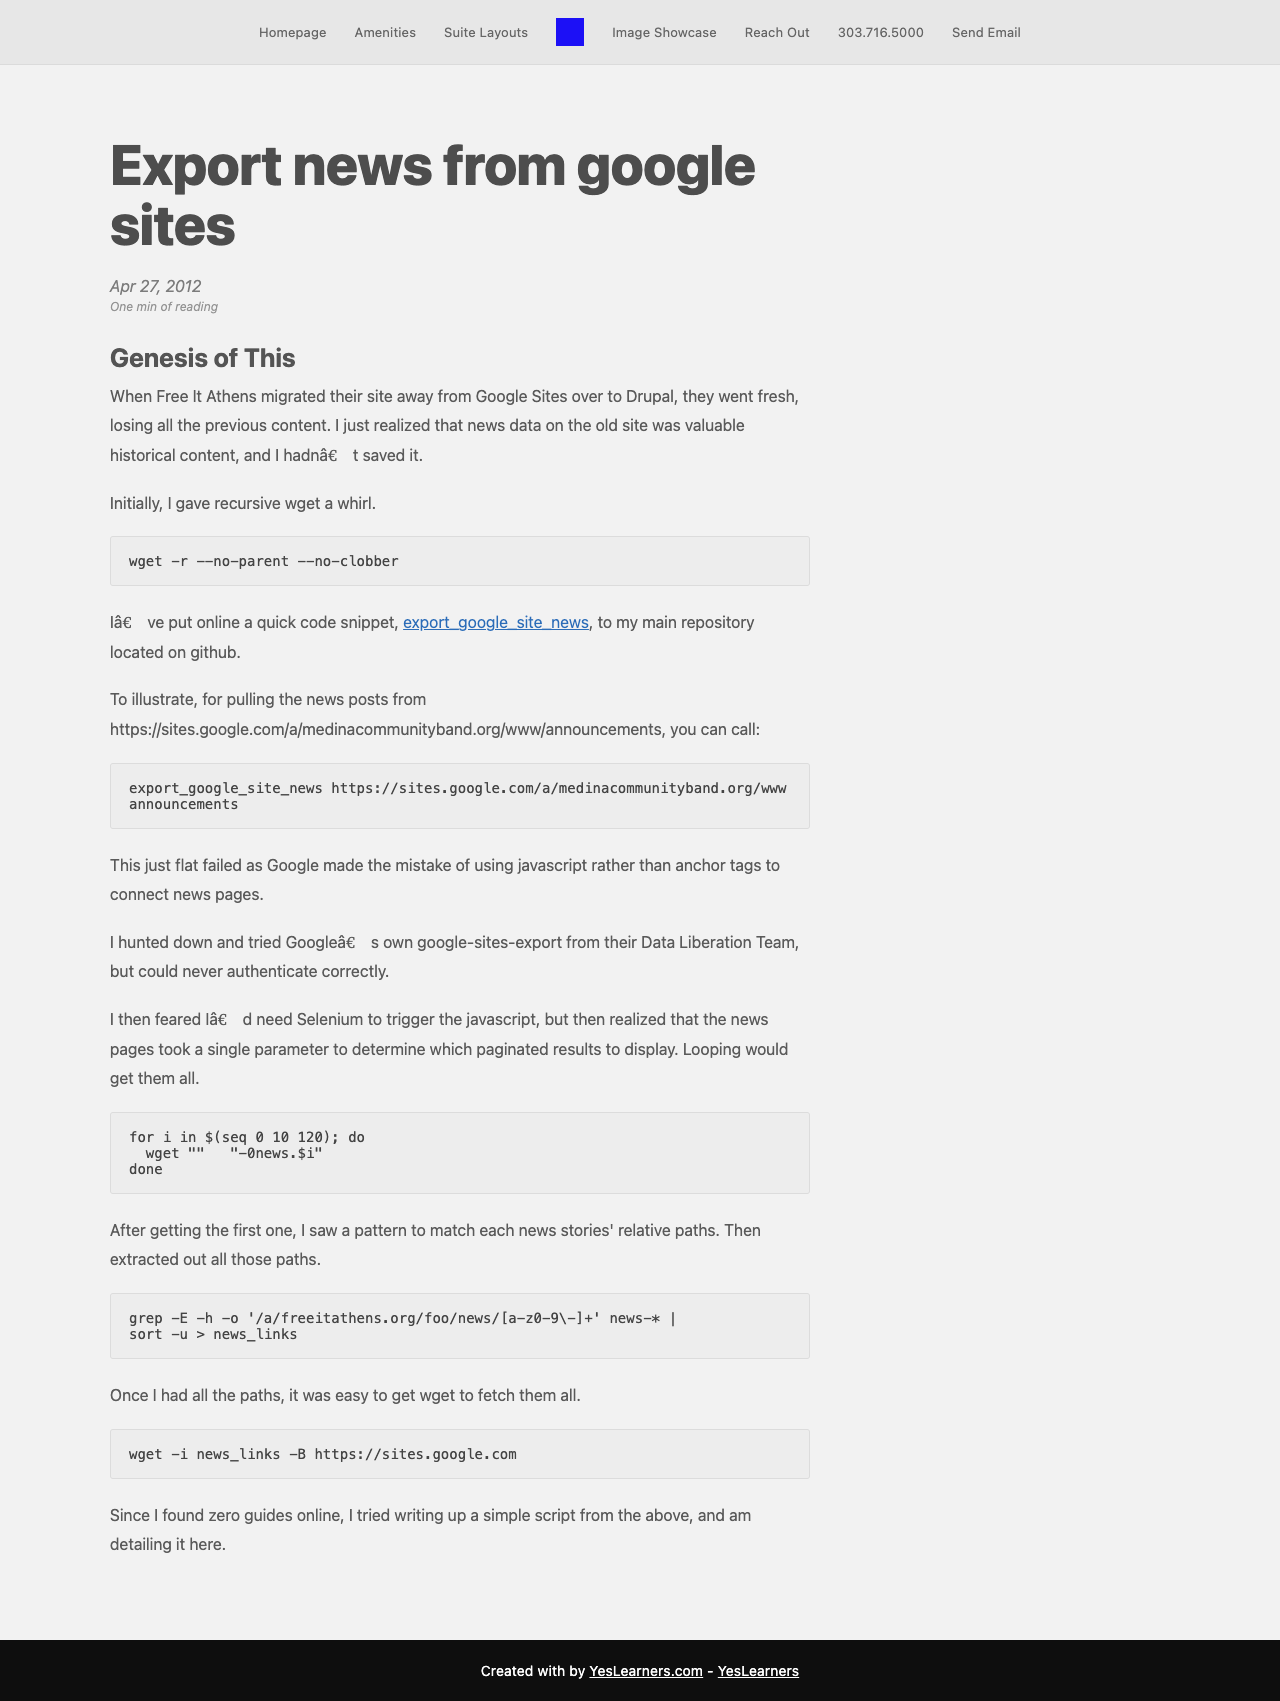 Homepage Amenities Suite Layouts Image Showcase Reach Out 303.716.5000 Send Email
Export news from google
sites
Apr 27, 2012
One min of reading
Genesis of This
When Free It Athens migrated their site away from Google Sites over to Drupal, they went fresh,
losing all the previous content. I just realized that news data on the old site was valuable
historical content, and I hadnâ€ t saved it.
Initially, I gave recursive wget a whirl.
wget -r --no-parent --no-clobber
Iâ€ ve put online a quick code snippet, export_google_site_news, to my main repository
located on github.
To illustrate, for pulling the news posts from
https://sites.google.com/a/medinacommunityband.org/www/announcements, you can call:
export_google_site_news https://sites.google.com/a/medinacommunityband.org/www
announcements
This just flat failed as Google made the mistake of using javascript rather than anchor tags to
connect news pages.
I hunted down and tried Googleâ€ s own google-sites-export from their Data Liberation Team,
but could never authenticate correctly.
I then feared Iâ€ d need Selenium to trigger the javascript, but then realized that the news
pages took a single parameter to determine which paginated results to display. Looping would
get them all.
for i in $(seq 0 10 120); do
  wget ""   "-0news.$i"
done
After getting the first one, I saw a pattern to match each news stories' relative paths. Then
extracted out all those paths.
grep -E -h -o '/a/freeitathens.org/foo/news/[a-z0-9\-]+' news-* |
sort -u > news_links
Once I had all the paths, it was easy to get wget to fetch them all.
wget -i news_links -B https://sites.google.com
Since I found zero guides online, I tried writing up a simple script from the above, and am
detailing it here.
Created with by YesLearners.com - YesLearners